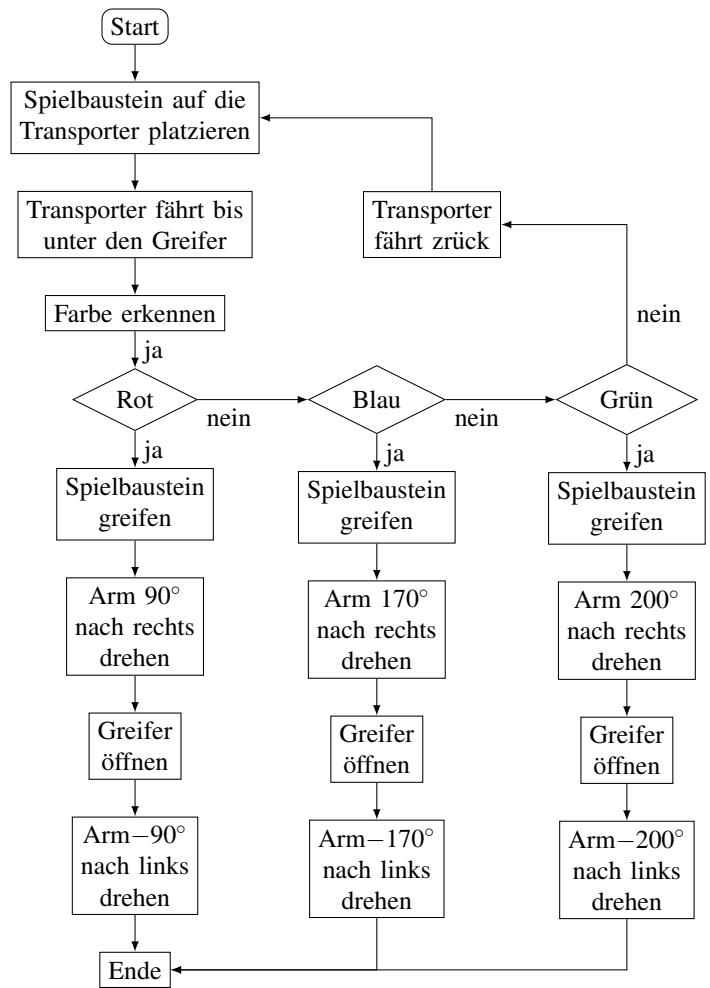 Start
Spielbaustein auf die
Transporter platzieren
Transporter fährt bis
unter den Greifer
Transporter
fährt zrück
Farbe erkennen
nein
ja
Rot
nein
Blau
nein
Grün
ja
ja
ja
Spielbaustein
greifen
Spielbaustein
greifen
Spielbaustein
greifen
Arm 90°
nach rechts
drehen
Arm 170°
nach rechts
drehen
Arm 200°
nach rechts
drehen
Greifer
öffnen
Greifer
öffnen
Greifer
öffnen
Arm−90°
nach links
drehen
Arm−170°
nach links
drehen
Arm−200°
nach links
drehen
Ende